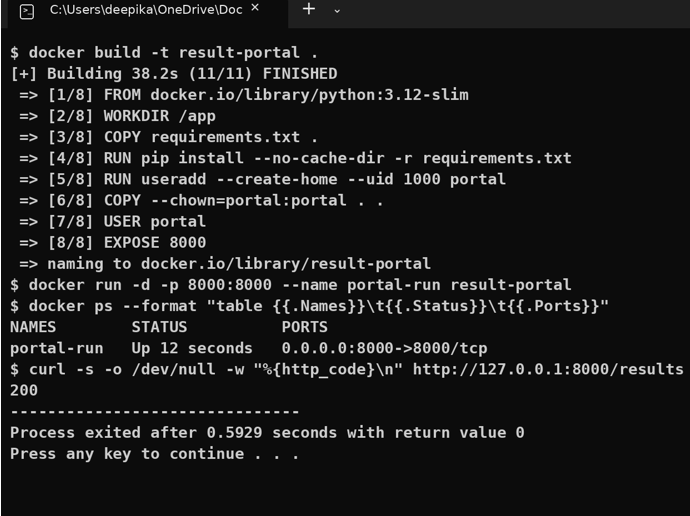 C:\Users\deepika\OneDrive\Doc
$ docker build -t result-portal .
[+] Building 38.2s (11/11) FINISHED
 => [1/8] FROM docker.io/library/python:3.12-slim
 => [2/8] WORKDIR /app
 => [3/8] COPY requirements.txt .
 => [4/8] RUN pip install --no-cache-dir -r requirements.txt
 => [5/8] RUN useradd --create-home --uid 1000 portal
 => [6/8] COPY --chown=portal:portal . .
 => [7/8] USER portal
 => [8/8] EXPOSE 8000
 => naming to docker.io/library/result-portal
$ docker run -d -p 8000:8000 --name portal-run result-portal
$ docker ps --format "table {{.Names}}\t{{.Status}}\t{{.Ports}}"
NAMES        STATUS          PORTS
portal-run   Up 12 seconds   0.0.0.0:8000->8000/tcp
$ curl -s -o /dev/null -w "%{http_code}\n" http://127.0.0.1:8000/results
200
-------------------------------
Process exited after 0.5929 seconds with return value 0
Press any key to continue . . .